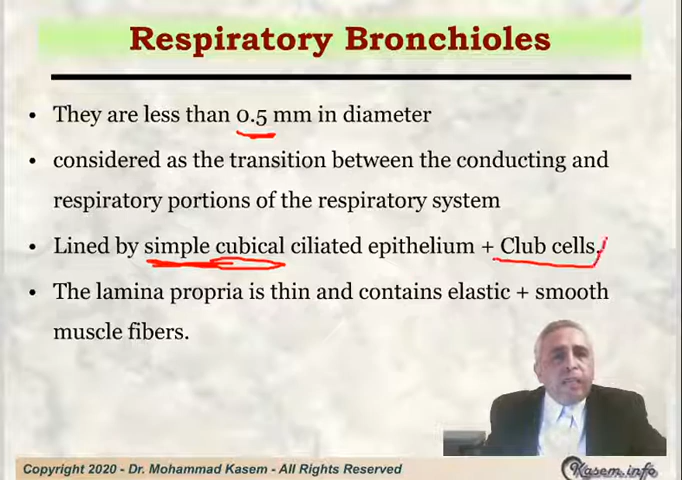 Respiratory Bronchioles
• They are less than 0.5 mm in diameter
• considered as the transition between the conducting and
respiratory portions of the respiratory system
• Lined by simple cubical ciliated epithelium + Club cells.
• The lamina propria is thin and contains elastic + smooth
muscle fibers.
Copyright 2020 - Dr. Mohammad Kasem - All Rights Reserved
Kasem.info